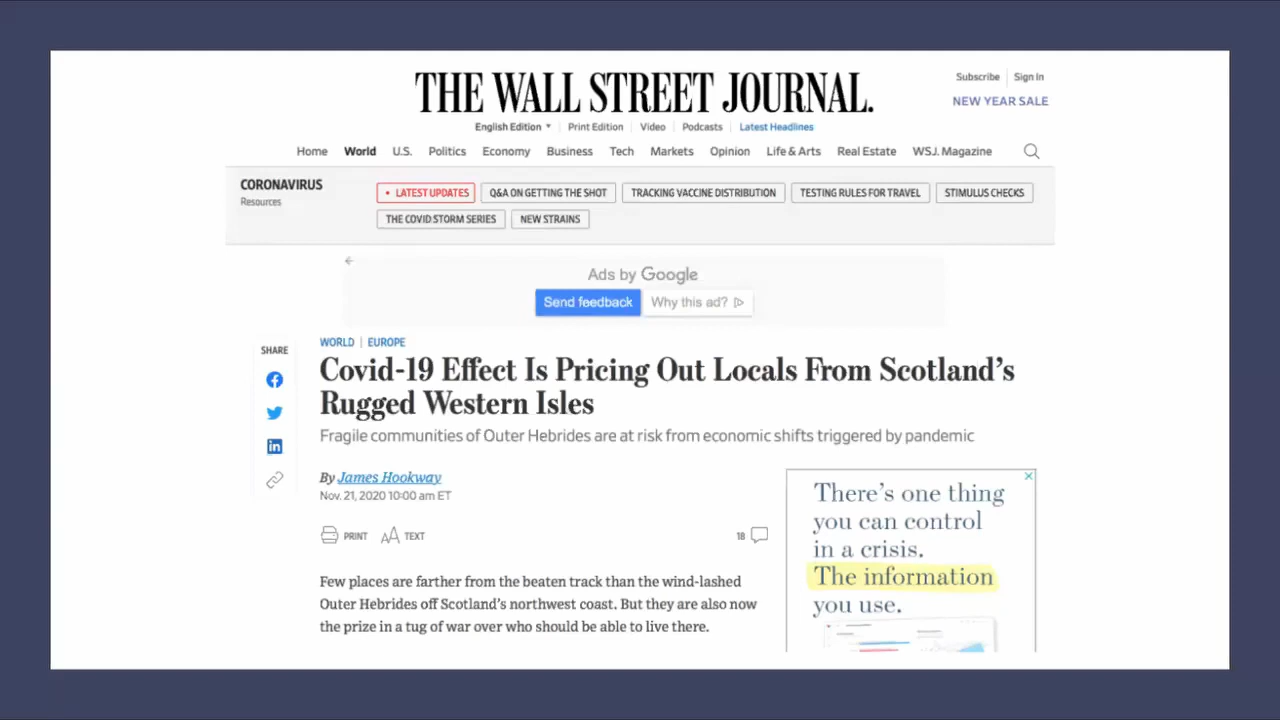 THE WALL STREET JOURNAL.
Subscribe Sign In
NEW YEAR SALE
English Edition Print Edition Video Podcasts Latest Headlines
Home World U.S. Politics Economy Business Tech Markets Opinion Life & Arts Real Estate WSJ. Magazine
CORONAVIRUS
Resources
• LATEST UPDATES Q&A ON GETTING THE SHOT TRACKING VACCINE DISTRIBUTION TESTING RULES FOR TRAVEL STIMULUS CHECKS
THE COVID STORM SERIES NEW STRAINS
Ads by Google
Send feedback Why this ad?
SHARE
WORLD | EUROPE
Covid-19 Effect Is Pricing Out Locals From Scotland’s
Rugged Western Isles
Fragile communities of Outer Hebrides are at risk from economic shifts triggered by pandemic
By James Hookway
Nov. 21, 2020 10:00 am ET
PRINT AA TEXT
18
Few places are farther from the beaten track than the wind-lashed
Outer Hebrides off Scotland’s northwest coast. But they are also now
the prize in a tug of war over who should be able to live there.
There’s one thing
you can control
in a crisis.
The information
you use.